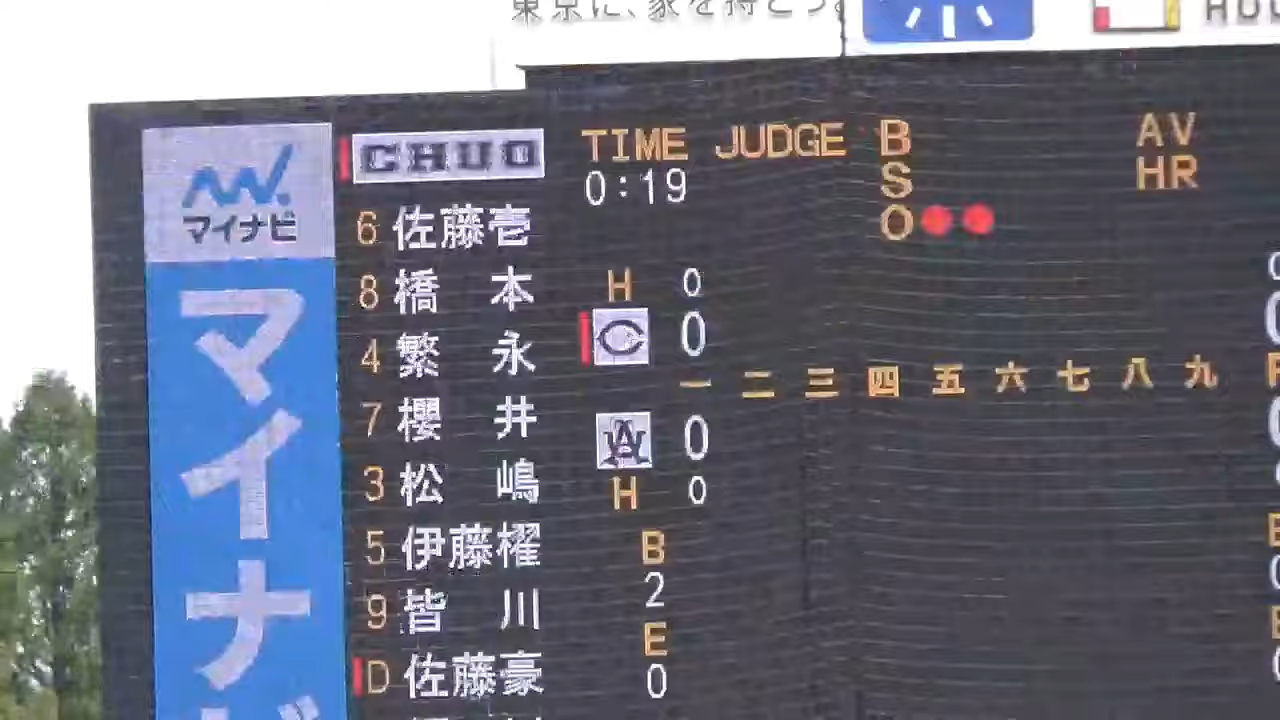 東京に、家を持とう
マイナビ
マイナビ
CHUO
6 佐藤壱
8 橋本
4 繁永
7 櫻井
3 松嶋
5 伊藤櫂
9 皆川
D 佐藤豪
TIME JUDGE
0:19
B
S
O
AV
HR
H 0
C 0
一 二 三 四 五 六 七 八 九
0
H 0
B
2
E
0